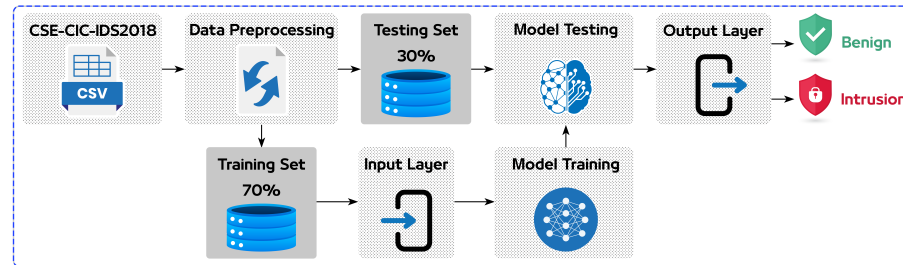 CSE-CIC-IDS2018
CSV
Data Preprocessing
Testing Set
30%
Model Testing
Output Layer
Benign
Intrusion
Training Set
70%
Input Layer
Model Training